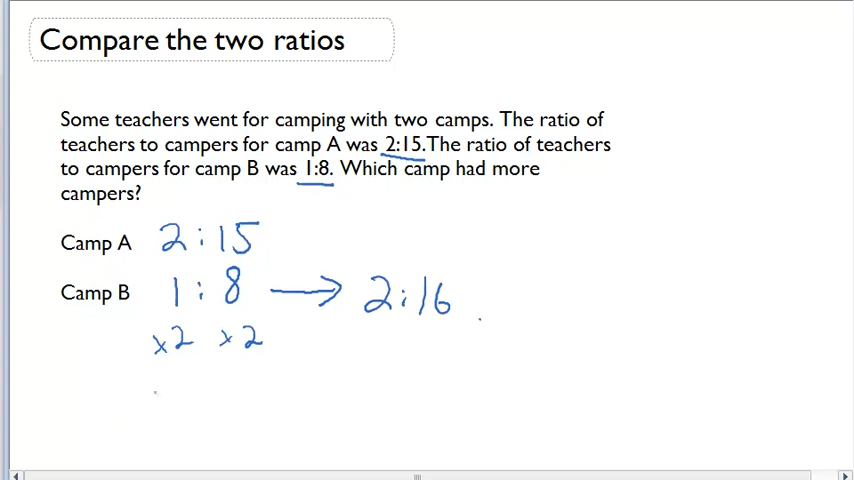 Compare the two ratios
Some teachers went for camping with two camps. The ratio of
teachers to campers for camp A was 2:15.The ratio of teachers
to campers for camp B was 1:8. Which camp had more
campers?
Camp A 2:15
Camp B 1:8 → 2:16
x2 x2